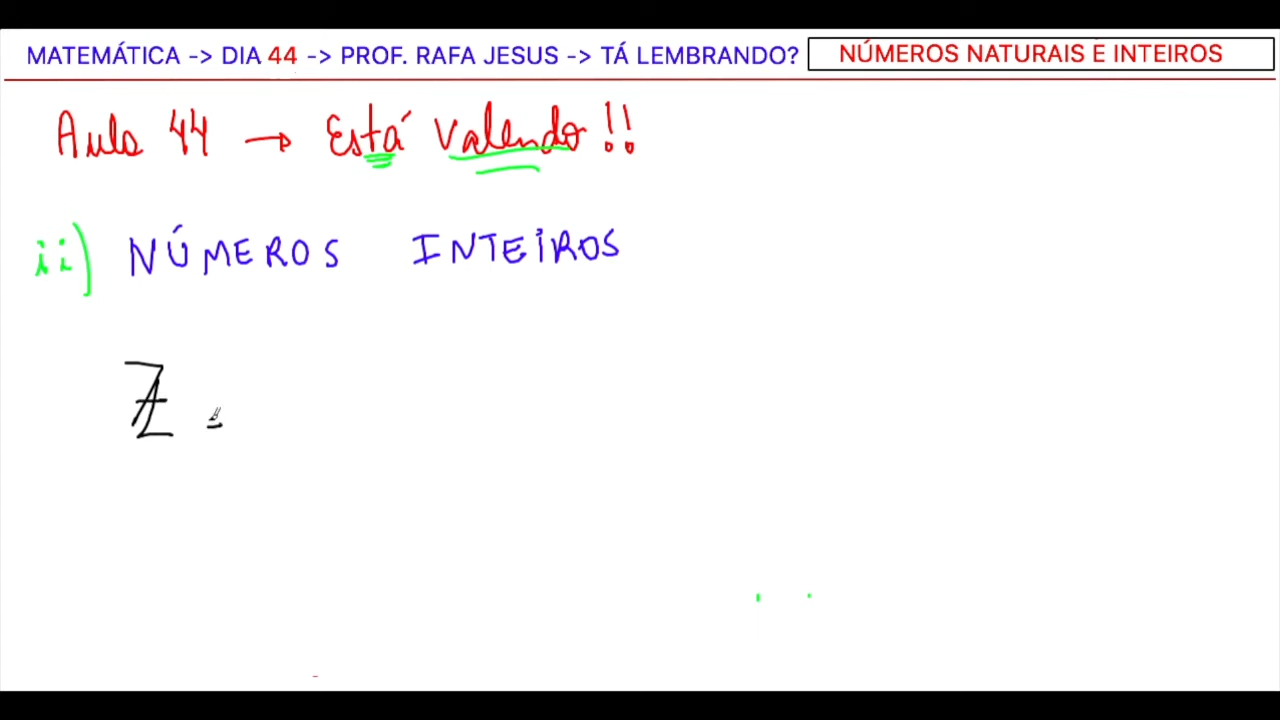 MATEMÁTICA -> DIA 44 -> PROF. RAFA JESUS -> TÁ LEMBRANDO? NÚMEROS NATURAIS E INTEIROS
Aula 44 → Está Valendo!!
ii) NÚMEROS INTEIROS
ℤ =